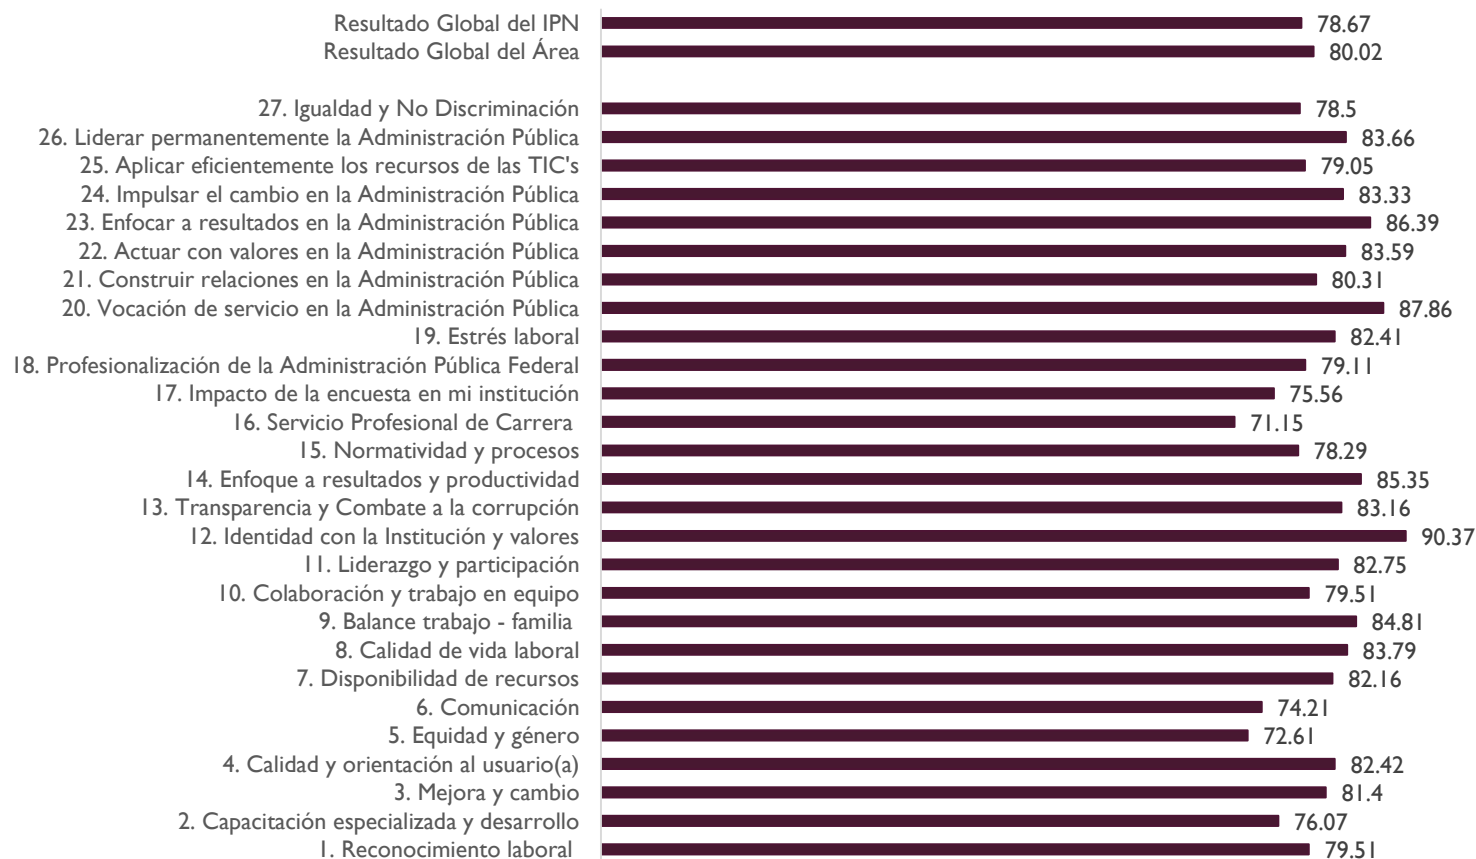 Resultado Global del IPN 78.67
Resultado Global del Área 80.02
27. Igualdad y No Discriminación 78.5
26. Liderar permanentemente la Administración Pública 83.66
25. Aplicar eficientemente los recursos de las TIC's 79.05
24. Impulsar el cambio en la Administración Pública 83.33
23. Enfocar a resultados en la Administración Pública 86.39
22. Actuar con valores en la Administración Pública 83.59
21. Construir relaciones en la Administración Pública 80.31
20. Vocación de servicio en la Administración Pública 87.86
19. Estrés laboral 82.41
18. Profesionalización de la Administración Pública Federal 79.11
17. Impacto de la encuesta en mi institución 75.56
16. Servicio Profesional de Carrera 71.15
15. Normatividad y procesos 78.29
14. Enfoque a resultados y productividad 85.35
13. Transparencia y Combate a la corrupción 83.16
12. Identidad con la Institución y valores 90.37
11. Liderazgo y participación 82.75
10. Colaboración y trabajo en equipo 79.51
9. Balance trabajo - familia 84.81
8. Calidad de vida laboral 83.79
7. Disponibilidad de recursos 82.16
6. Comunicación 74.21
5. Equidad y género 72.61
4. Calidad y orientación al usuario(a) 82.42
3. Mejora y cambio 81.4
2. Capacitación especializada y desarrollo 76.07
1. Reconocimiento laboral 79.51